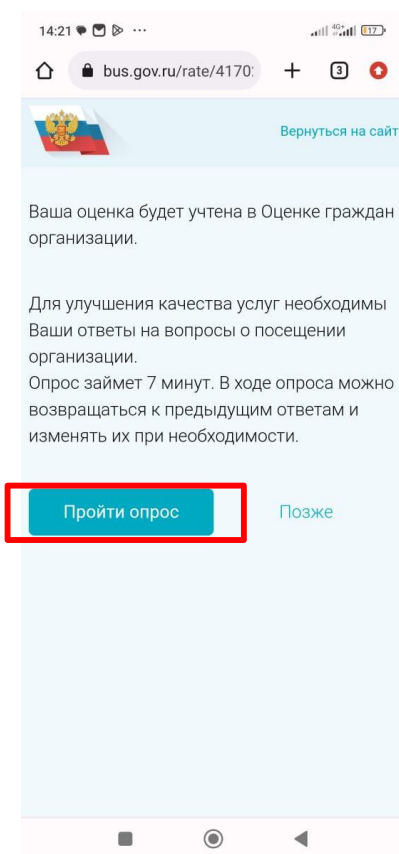 14:21
4G+
17
bus.gov.ru/rate/4170
3
Вернуться на сайт
Ваша оценка будет учтена в Оценке граждан
организации.
Для улучшения качества услуг необходимы
Ваши ответы на вопросы о посещении
организации.
Опрос займет 7 минут. В ходе опроса можно
возвращаться к предыдущим ответам и
изменять их при необходимости.
Пройти опрос
Позже